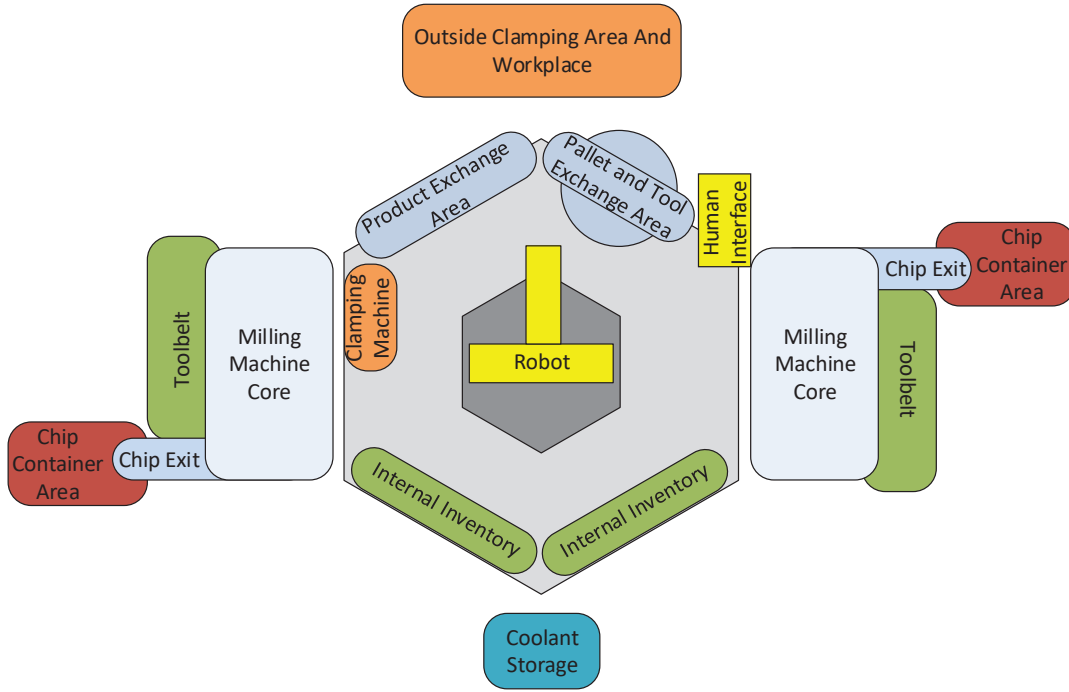 Outside Clamping Area And
Workplace
Product Exchange
Area
Pallet and Tool
Exchange Area
Human
Interface
Chip
Container
Area
Chip Exit
Toolbelt
Milling
Machine
Core
Clamping
Machine
Robot
Milling
Machine
Core
Toolbelt
Chip
Container
Area
Chip Exit
Internal Inventory
Internal Inventory
Coolant
Storage